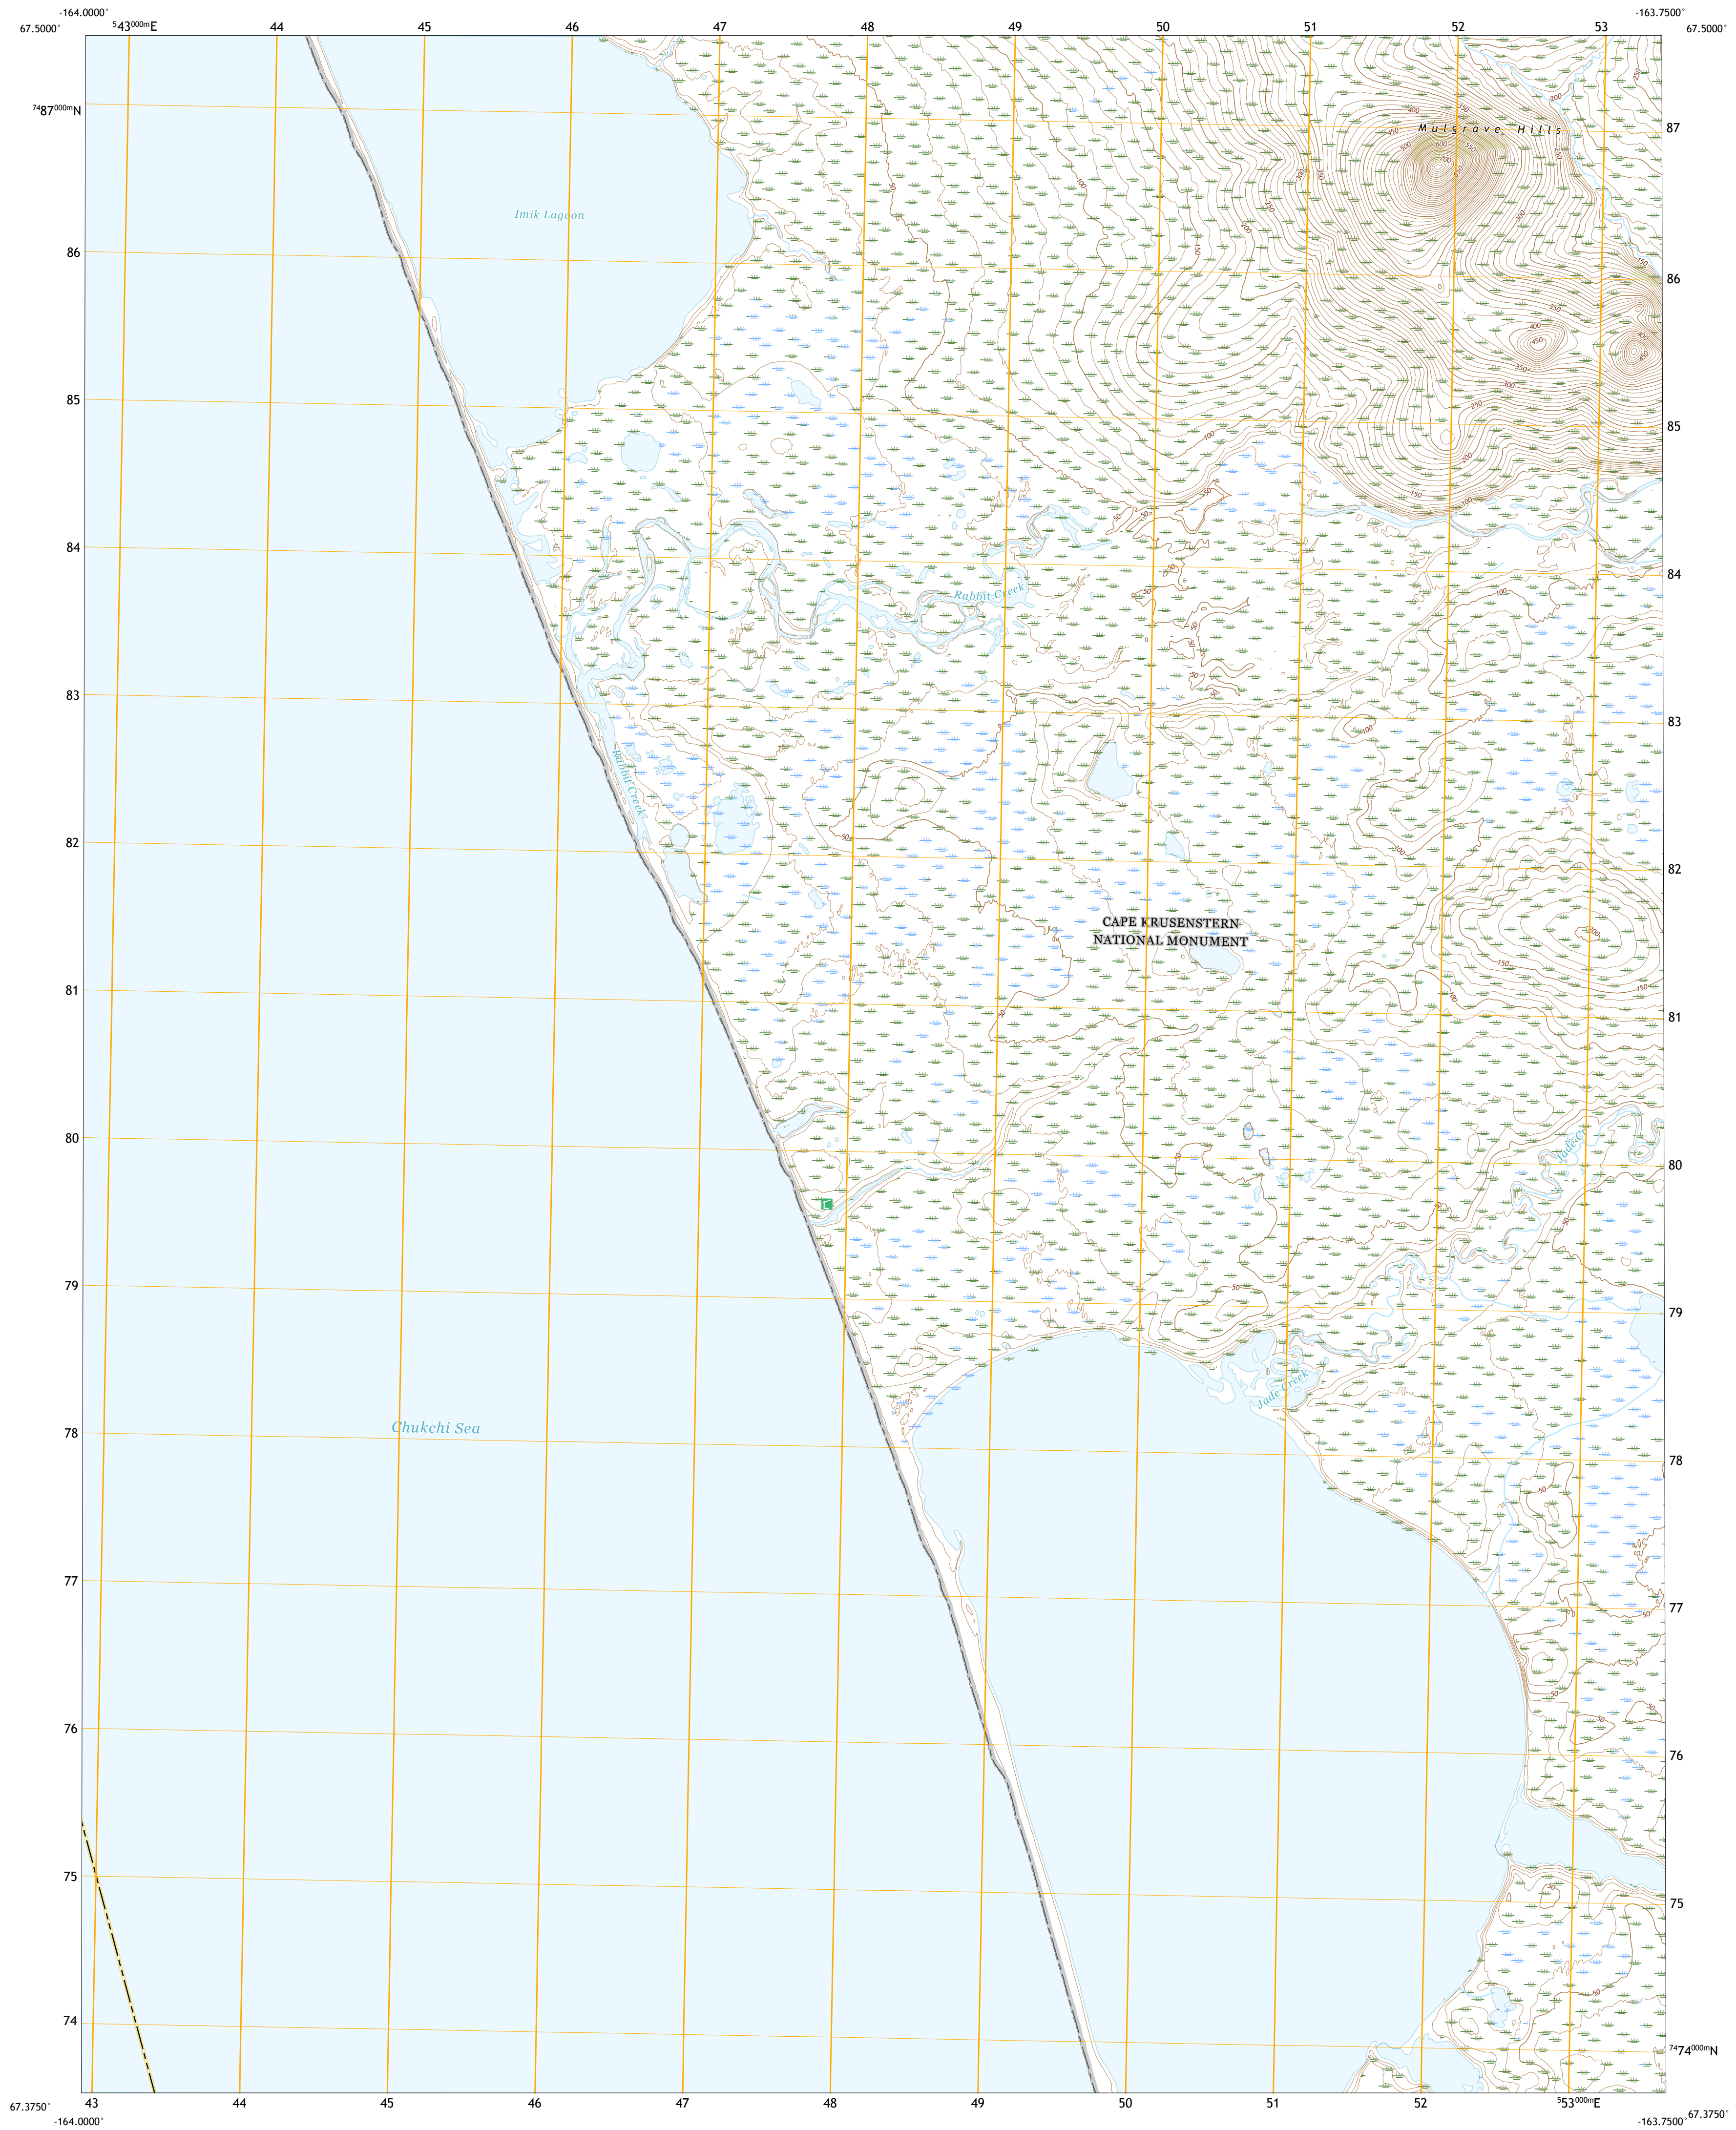 -164.0000°
-163.7500°
67.5000°
⁵43⁰⁰⁰ᵐE 44 45 46 47 48 49 50 51 52 53
67.5000°
⁷⁴87⁰⁰⁰ᵐN
87
Mulgrave Hills
Imik Lagoon
86
86
85
85
84
84
Rabbit Creek
83
83
Rabbit Creek
82
82
CAPE KRUSENSTERN
NATIONAL MONUMENT
81
81
80
Jade Cr
80
79
79
Jade Creek
Chukchi Sea
78
78
77
77
76
76
75
75
74
⁷⁴74⁰⁰⁰ᵐN
67.3750°
43 44 45 46 47 48 49 50 51 52 ⁵53⁰⁰⁰ᵐE
67.3750°
-164.0000°
-163.7500°